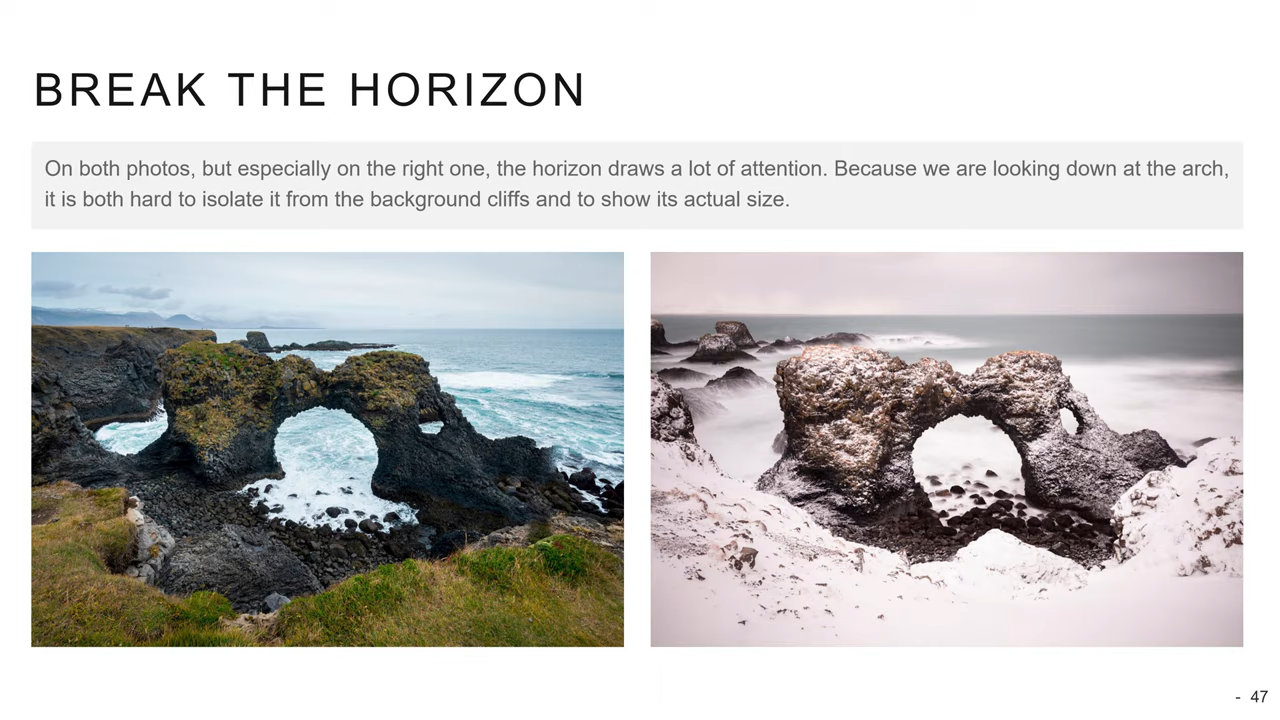 BREAK THE HORIZON
On both photos, but especially on the right one, the horizon draws a lot of attention. Because we are looking down at the arch,
it is both hard to isolate it from the background cliffs and to show its actual size.
- 47